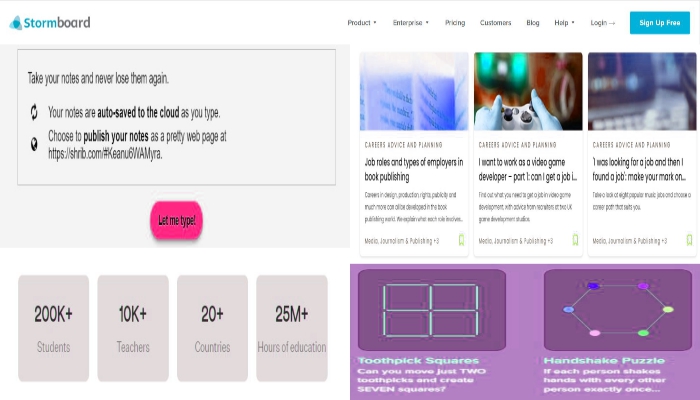 Stormboard
Product Enterprise Pricing Customers Blog Help Login → Sign Up Free
Take your notes and never lose them again.
Your notes are auto-saved to the cloud as you type.
Choose to publish your notes as a pretty web page at
https://shrib.com/#Keanu6WAMyra.
Let me type!
CAREERS ADVICE AND PLANNING
Job roles and types of employers in
book publishing
Careers in design, production, rights, publicity and
much more can all be developed in the book
publishing world. We explain what each role involves...
Media, Journalism & Publishing +3
CAREERS ADVICE AND PLANNING
I want to work as a video game
developer – part 1: can I get a job i...
Find out what you need to get a job in video game
development, with advice from recruiters at two UK
game development studios.
Media, Journalism & Publishing +3
CAREERS ADVICE AND PLANNING
'I was looking for a job and then I
found a job': make your mark on...
Take a look at eight popular music jobs and choose a
career path that suits you.
Media, Journalism & Publishing +3
200K+
Students
10K+
Teachers
20+
Countries
25M+
Hours of education
Toothpick Squares
Can you move just TWO
toothpicks and create
SEVEN squares?
Handshake Puzzle
If each person shakes
hands with every other
person exactly once...